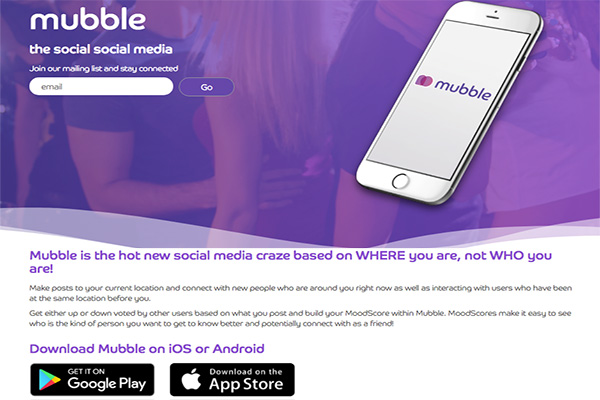 mubble
the social social media
Join our mailing list and stay connected
email
Go
mubble
Mubble is the hot new social media craze based on WHERE you are, not WHO you
are!
Make posts to your current location and connect with new people who are around you right now as well as interacting with users who have been
at the same location before you.
Get either up or down voted by other users based on what you post and build your MoodScore within Mubble. MoodScores make it easy to see
who is the kind of person you want to get to know better and potentially connect with as a friend!
Download Mubble on iOS or Android
GET IT ON
Google Play
Download on the
App Store